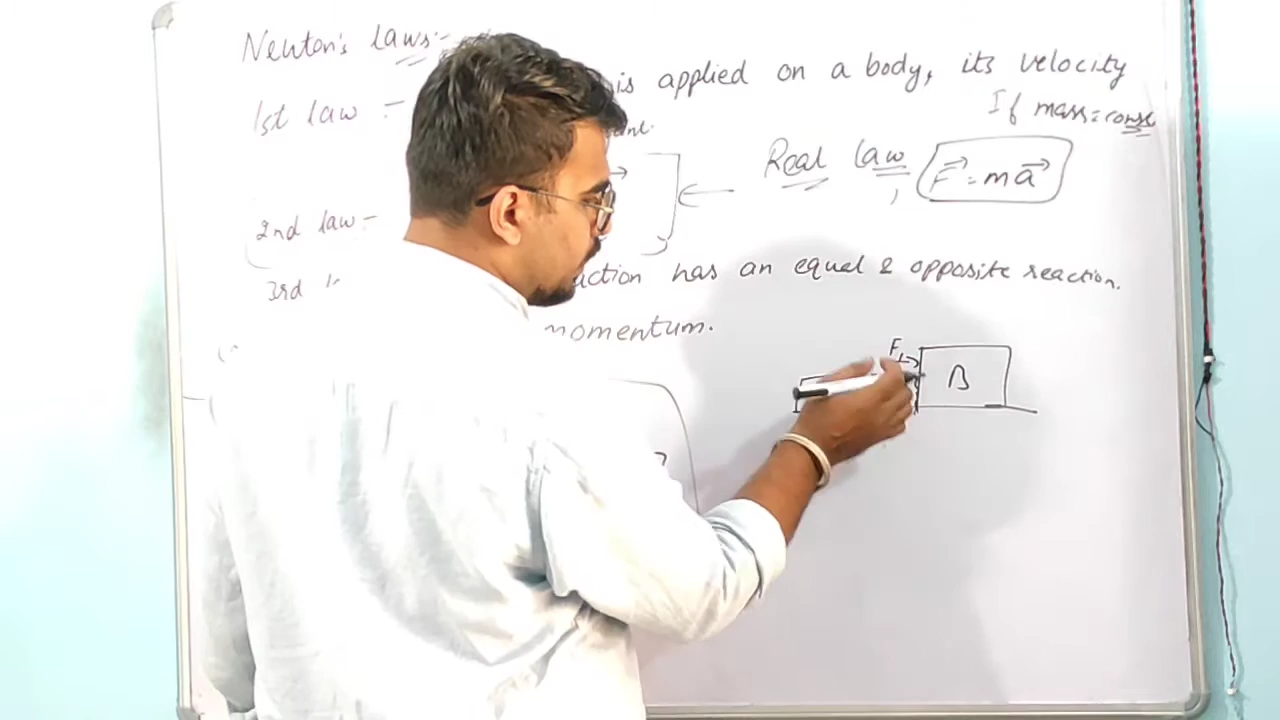 Newton's laws:-
is applied on a body, its velocity
1st law :-
If mass = const
Real law, F = ma
2nd law -
3rd
action has an equal & opposite reaction.
momentum.
F
B